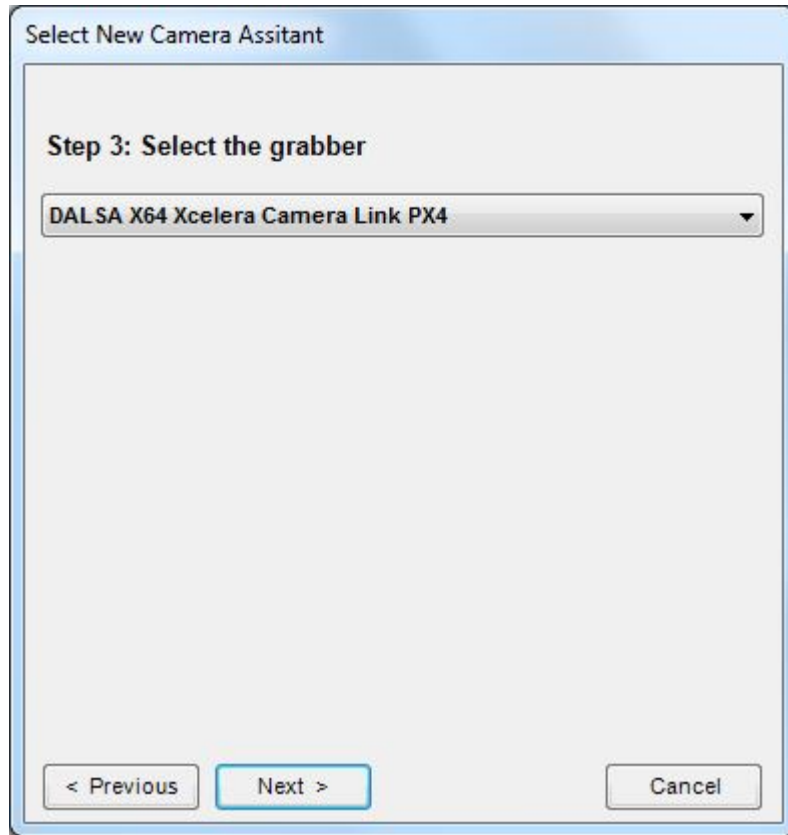 Select New Camera Assitant
Step 3: Select the grabber
DALSA X64 Xcelera Camera Link PX4
< Previous Next > Cancel